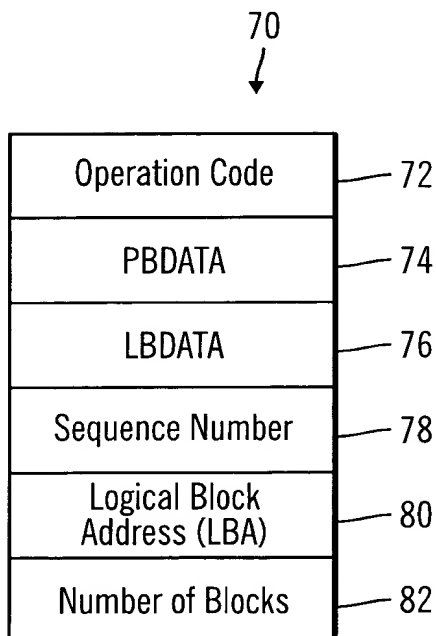 70
Operation Code 72
PBDATA 74
LBDATA 76
Sequence Number 78
Logical Block
Address (LBA) 80
Number of Blocks 82